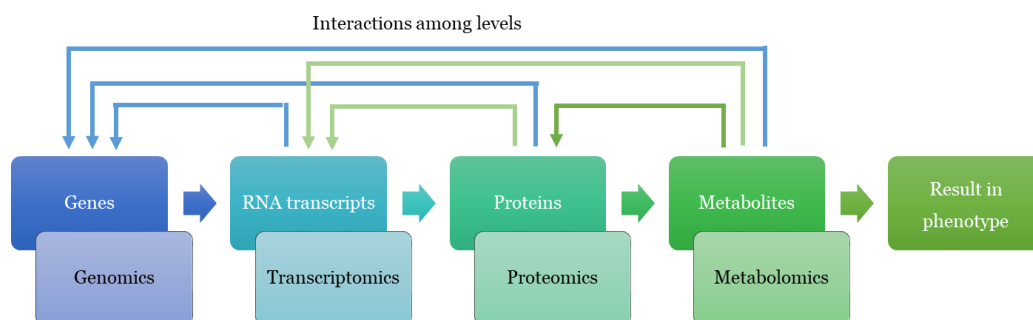 Interactions among levels
Genes
RNA transcripts
Proteins
Metabolites
Result in
phenotype
Genomics
Transcriptomics
Proteomics
Metabolomics